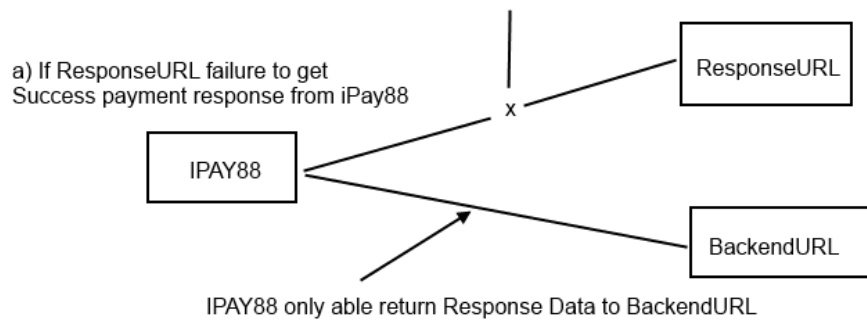 a) If ResponseURL failure to get
Success payment response from iPay88
ResponseURL
x
IPAY88
BackendURL
IPAY88 only able return Response Data to BackendURL